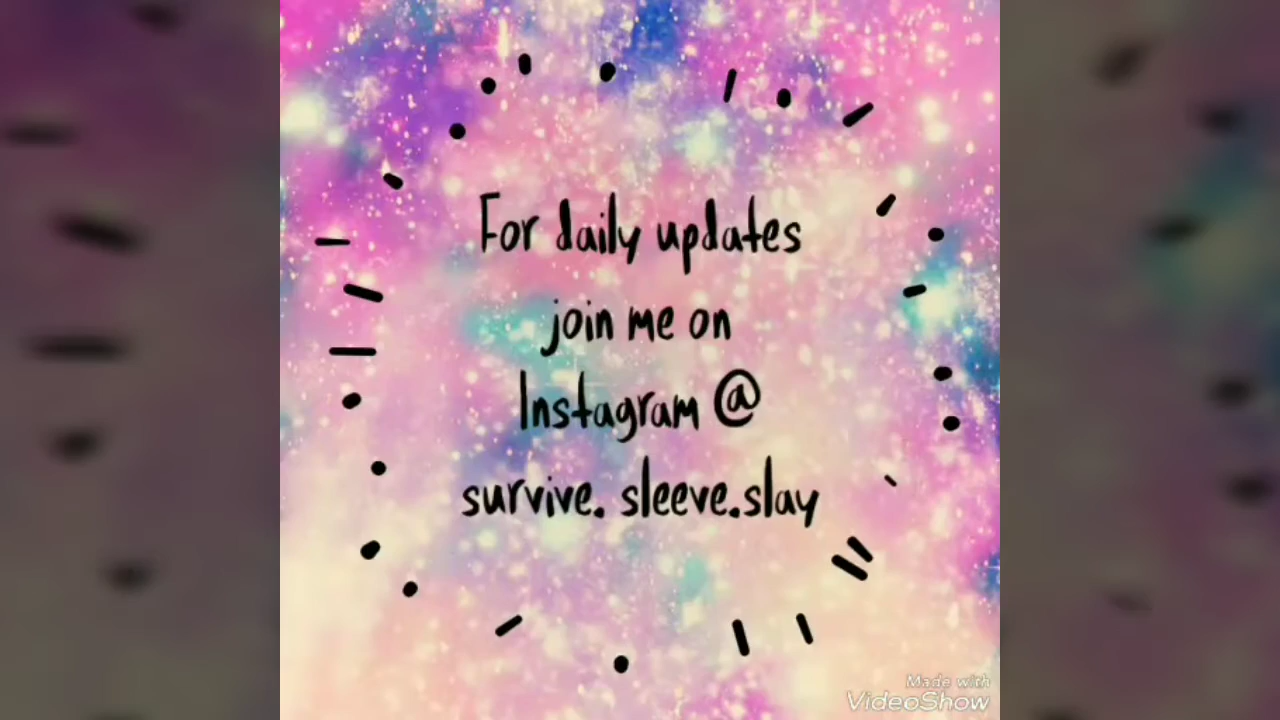 For daily updates
join me on
Instagram @
survive. sleeve.slay
Made with
VideoShow